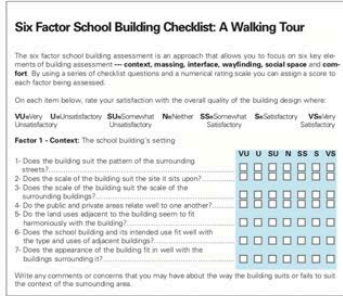 Six Factor School Building Checklist: A Walking Tour
The six factor school building assessment is an approach that allows you to focus on six key ele-
ments of building assessment --- context, massing, interface, wayfinding, social space and com-
fort. By using a series of checklist questions and a numerical rating scale you can assign a score to
each factor being assessed.
On each item below, rate your satisfaction with the overall quality of the building design where:
VU=Very U=Unsatisfactory SU=Somewhat N=Neither SS=Somewhat S=Satisfactory VS=Very
Unsatisfactory Unsatisfactory Satisfactory Satisfactory
Factor 1 - Context: The school building's setting
VU U SU N SS S VS
1- Does the building suit the pattern of the surrounding
streets?
2- Does the scale of the building suit the site it sits upon?
3- Does the scale of the building suit the scale of the
surrounding buildings?
4- Do the public and private areas relate well to one another?
5- Do the land uses adjacent to the building seem to fit
harmoniously with the building?
6- Does the school building and its intended use fit well with
the type and uses of adjacent buildings?
7- Does the appearance of the building fit in well with the
buildings surrounding it?
Write any comments or concerns that you may have about the way the building suits or fails to suit
the context of the surrounding area.